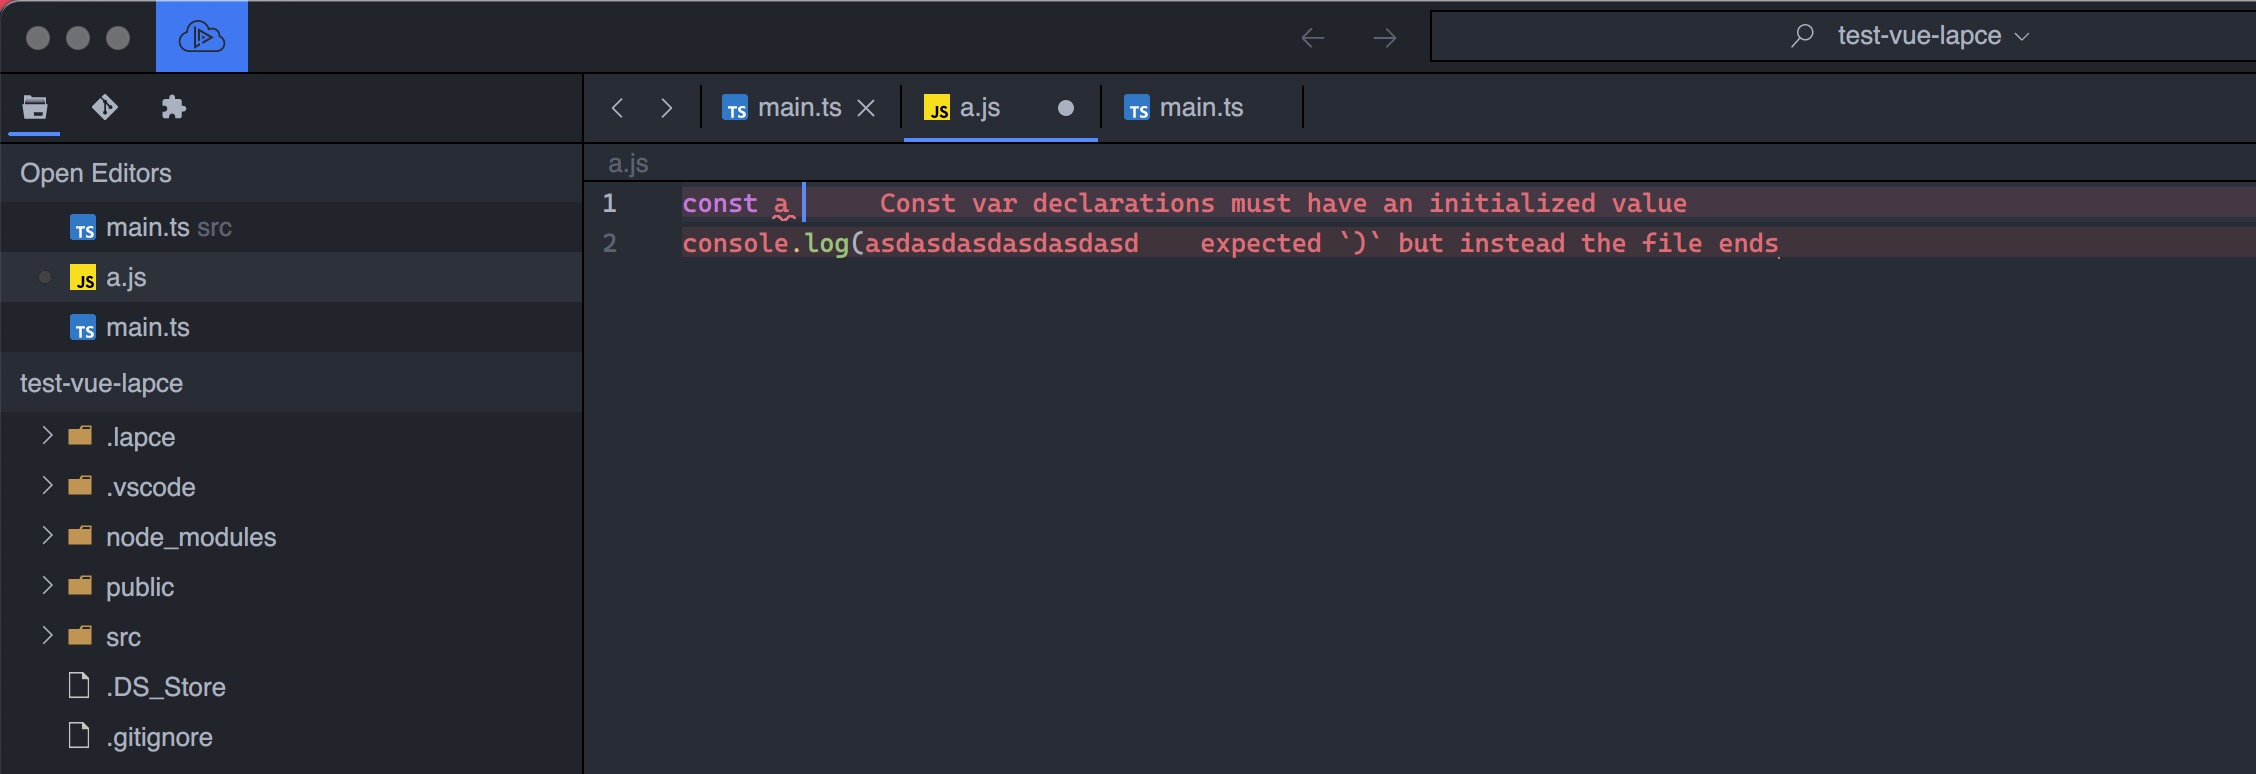 test-vue-lapce
TS main.ts
JS a.js
TS main.ts
Open Editors
TS main.ts src
JS a.js
TS main.ts
test-vue-lapce
.lapce
.vscode
node_modules
public
src
.DS_Store
.gitignore
a.js
1 const a Const var declarations must have an initialized value
2 console.log(asdasdasdasdasdasd expected `)` but instead the file ends